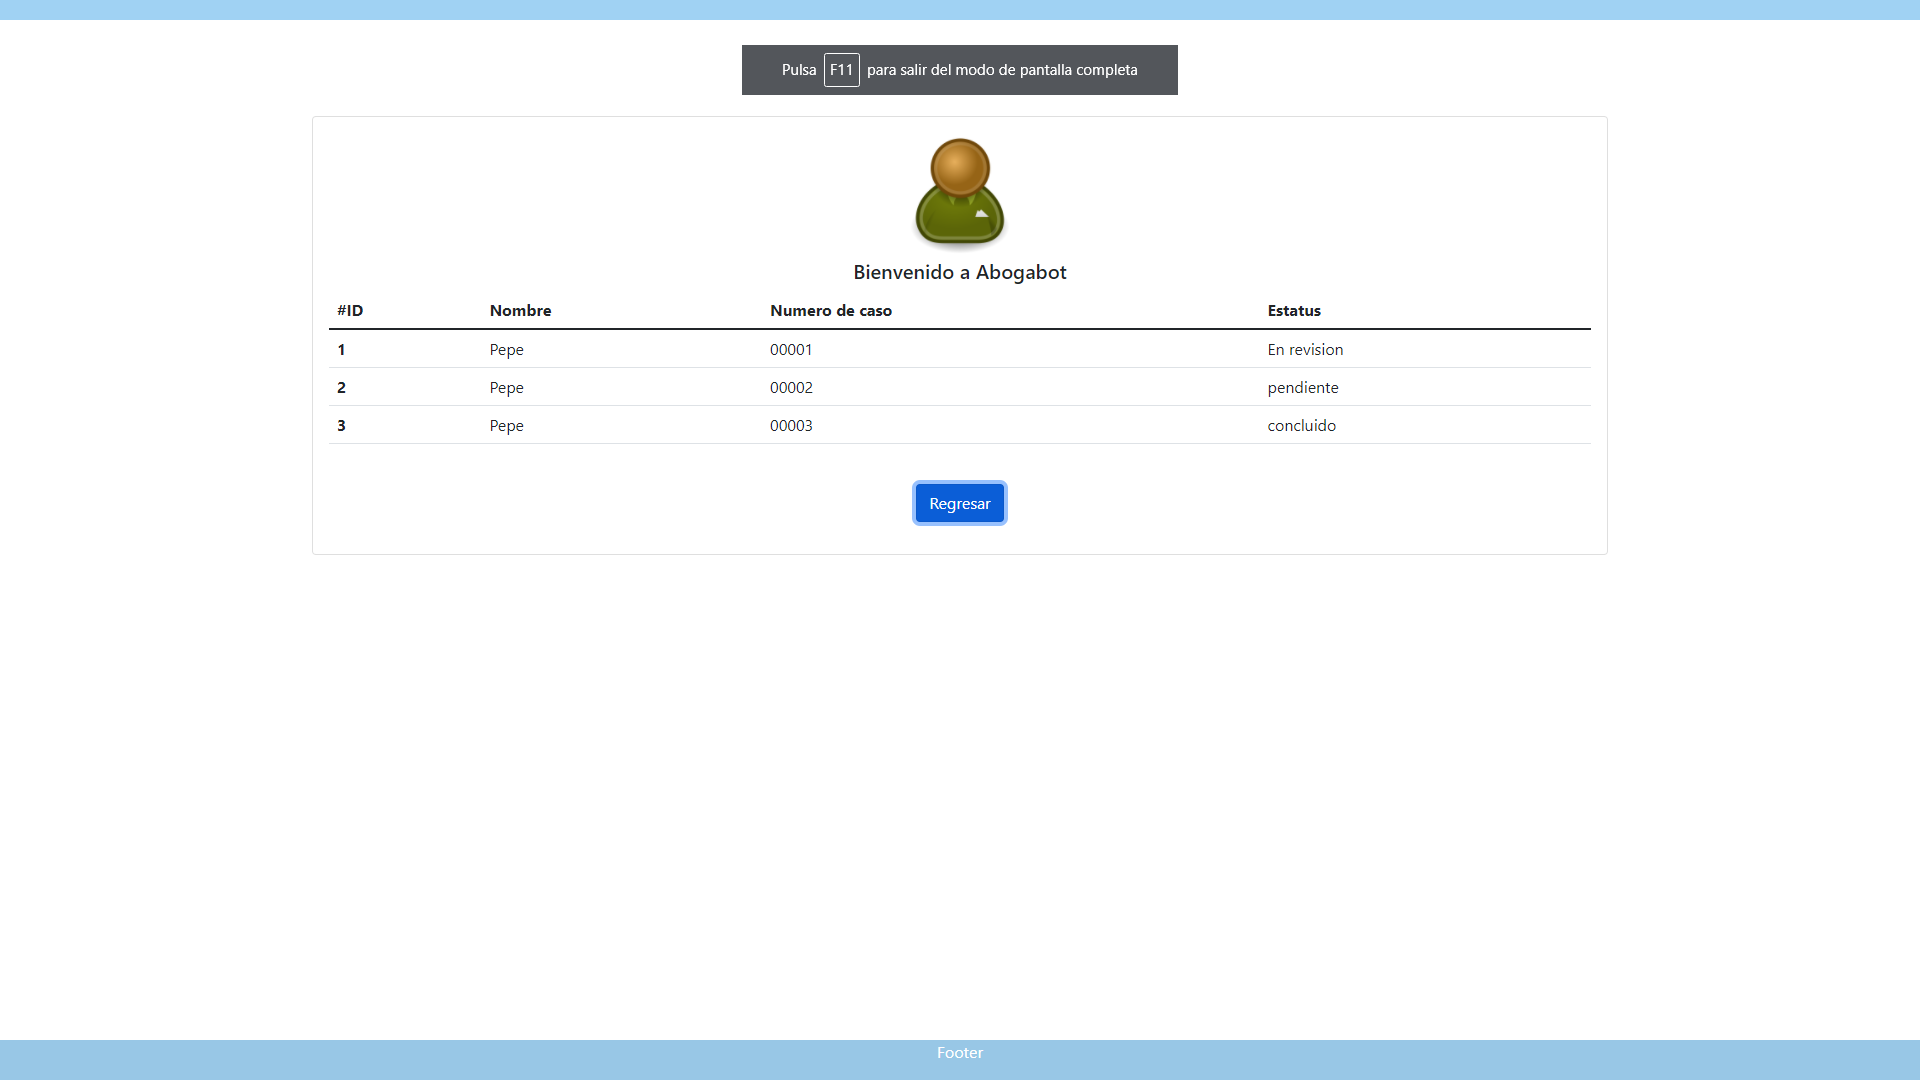 Pulsa F11 para salir del modo de pantalla completa
Bienvenido a Abogabot
#ID Nombre Numero de caso Estatus
1 Pepe 00001 En revision
2 Pepe 00002 pendiente
3 Pepe 00003 concluido
Regresar
Footer